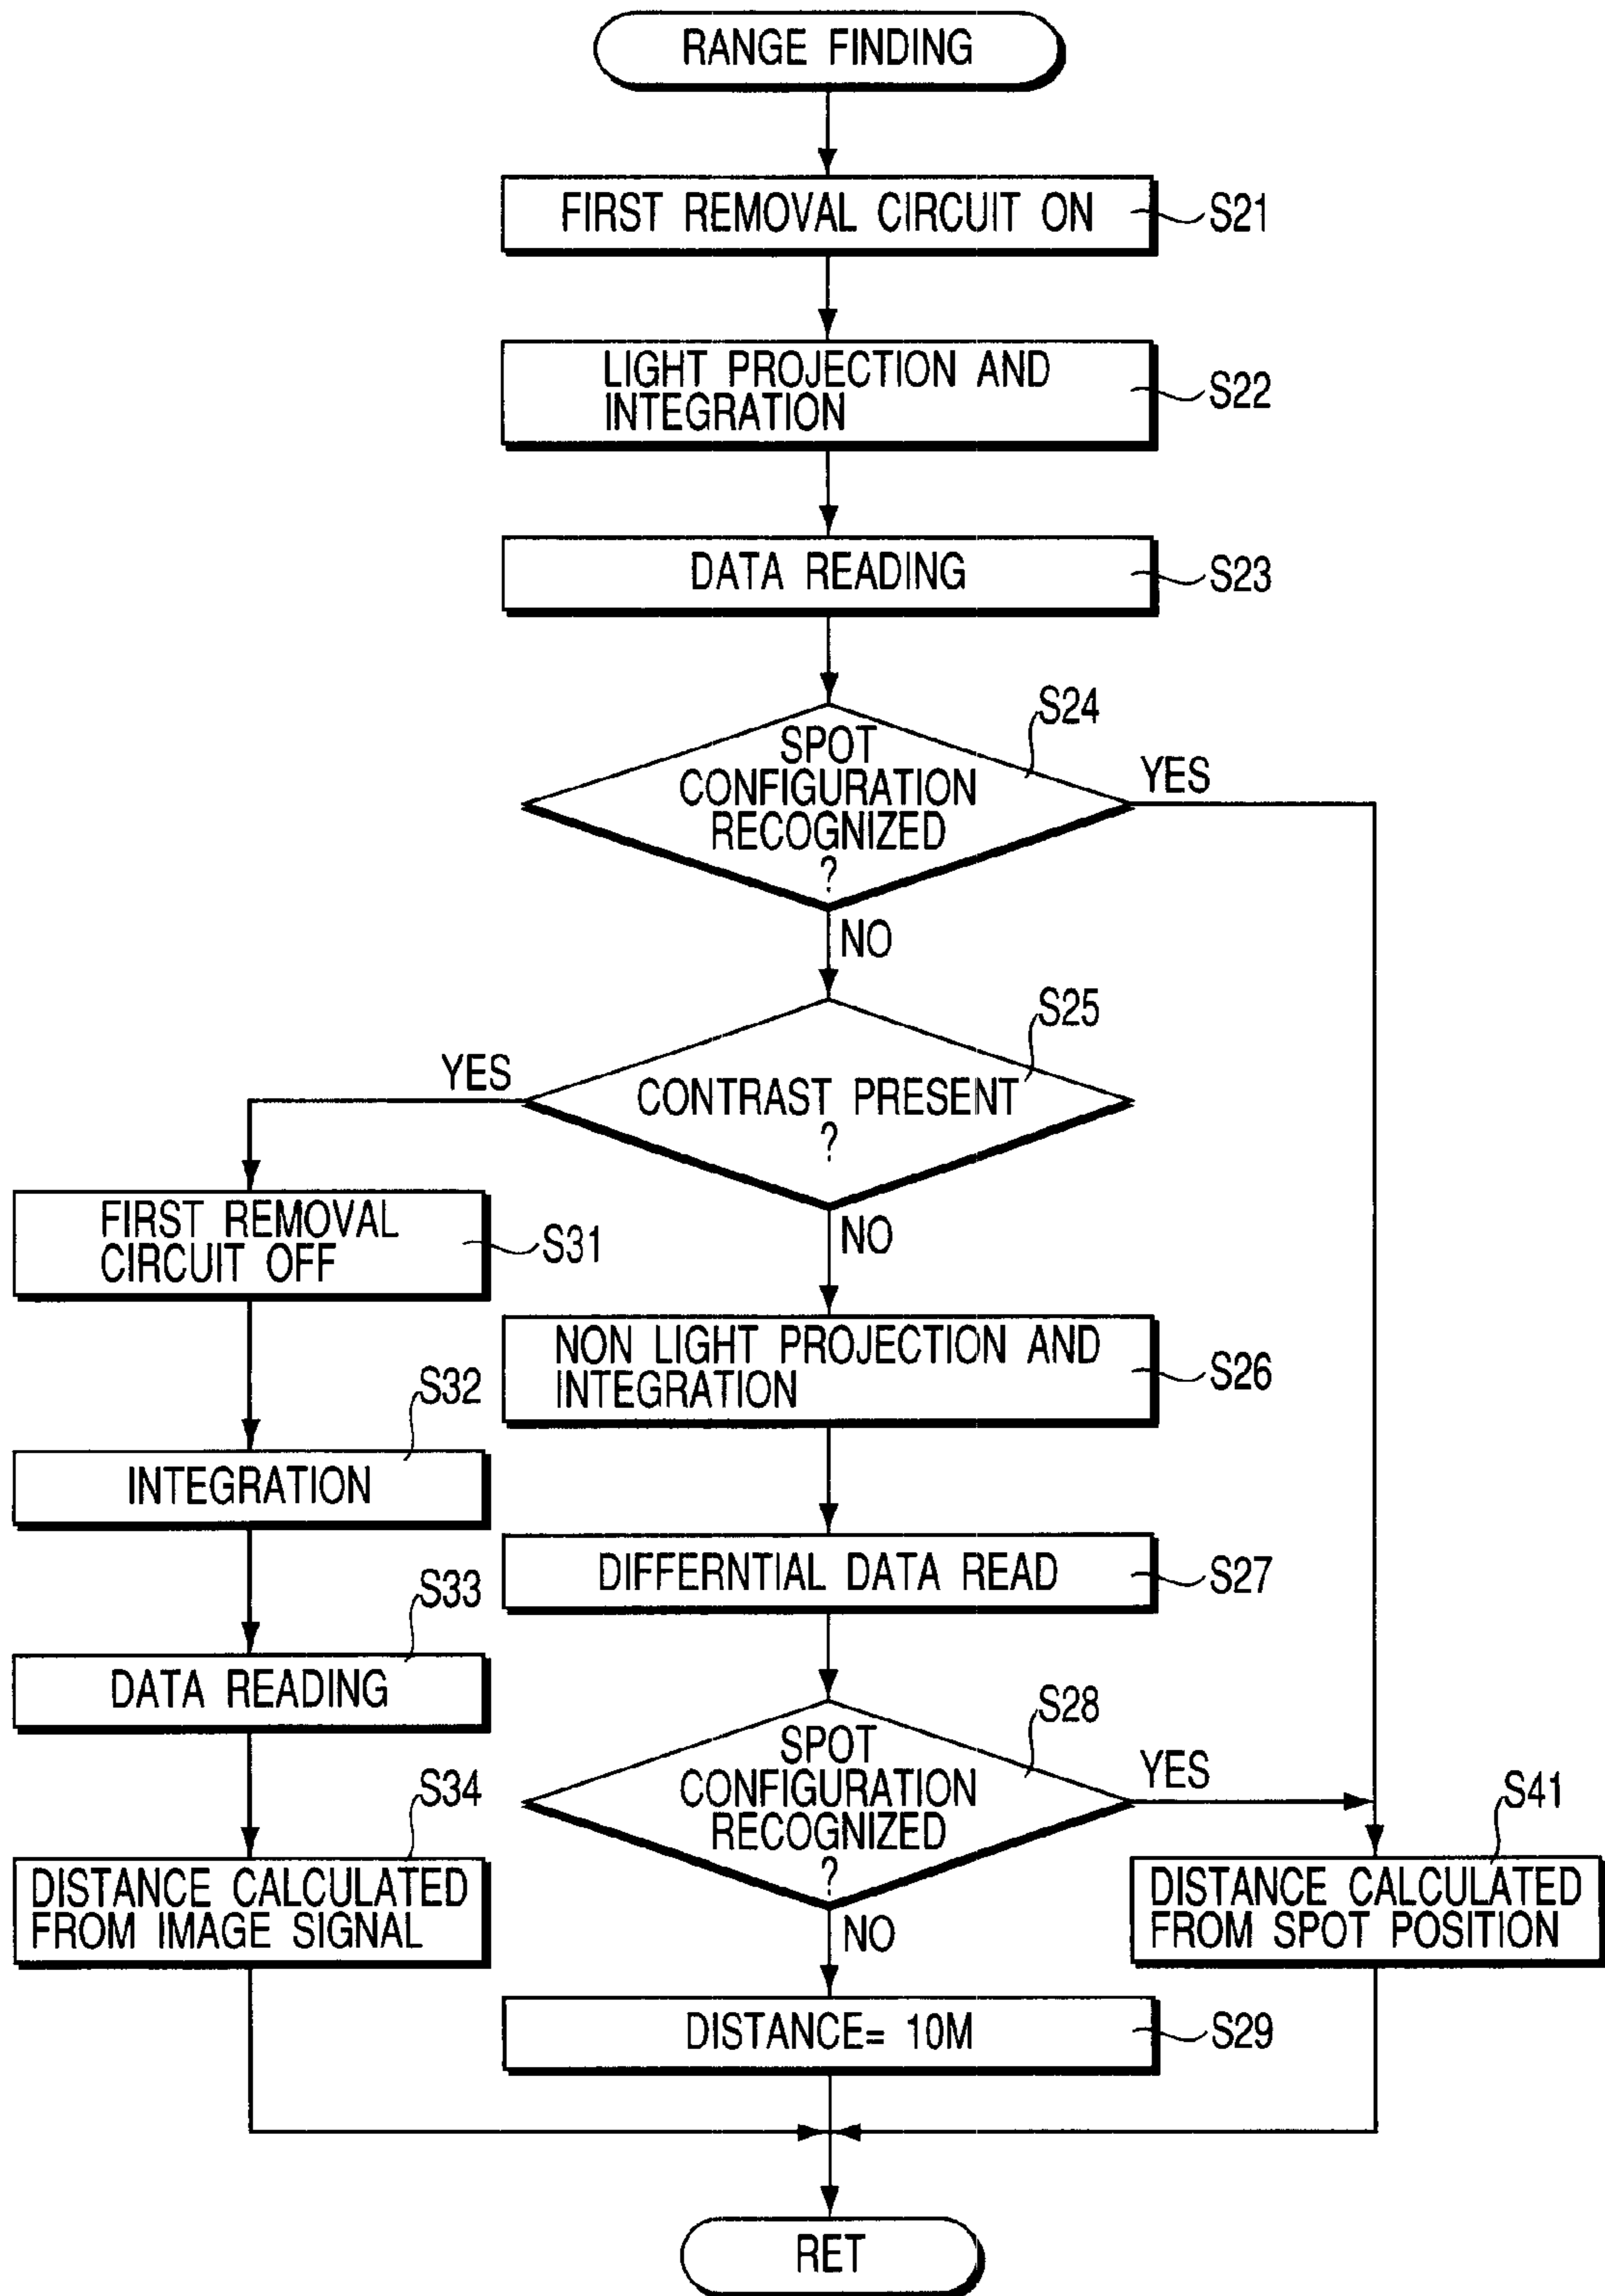 RANGE FINDING
FIRST REMOVAL CIRCUIT ON
S21
LIGHT PROJECTION AND
INTEGRATION
S22
DATA READING
S23
S24
SPOT
CONFIGURATION
RECOGNIZED
?
YES
NO
S25
CONTRAST PRESENT
?
YES
NO
FIRST REMOVAL
CIRCUIT OFF
S31
NON LIGHT PROJECTION AND
INTEGRATION
S26
S32
INTEGRATION
DIFFERNTIAL DATA READ
S27
S33
DATA READING
S28
SPOT
CONFIGURATION
RECOGNIZED
?
YES
NO
S34
DISTANCE CALCULATED
FROM IMAGE SIGNAL
S41
DISTANCE CALCULATED
FROM SPOT POSITION
DISTANCE= 10M
S29
RET